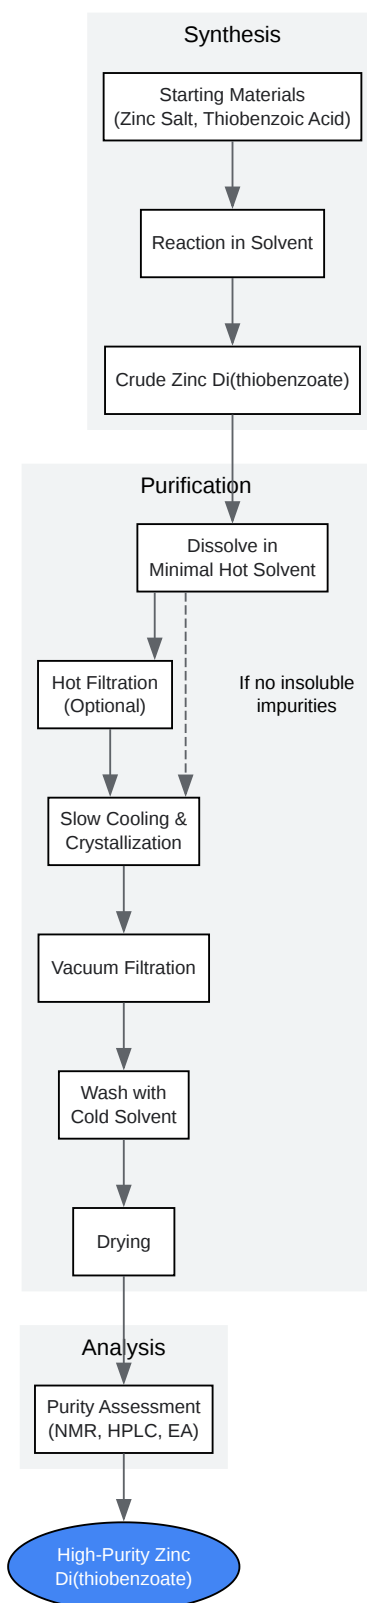 Synthesis
Starting Materials
(Zinc Salt, Thiobenzoic Acid)
Reaction in Solvent
Crude Zinc Di(thiobenzoate)
Purification
Dissolve in
Minimal Hot Solvent
Hot Filtration
(Optional)
If no insoluble
impurities
Slow Cooling &
Crystallization
Vacuum Filtration
Wash with
Cold Solvent
Drying
Analysis
Purity Assessment
(NMR, HPLC, EA)
High-Purity Zinc
Di(thiobenzoate)